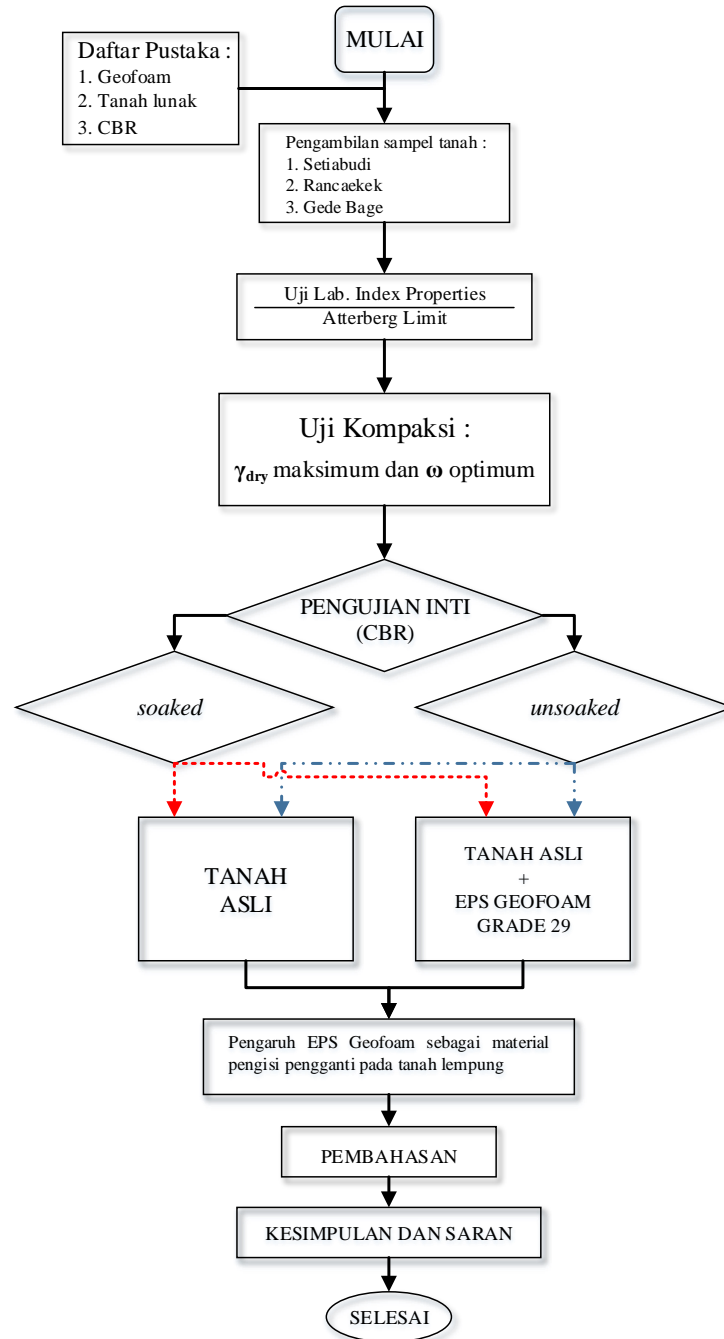 MULAI
Daftar Pustaka :
1. Geofoam
2. Tanah lunak
3. CBR
Pengambilan sampel tanah :
1. Setiabudi
2. Rancaekek
3. Gede Bage
Uji Lab. Index Properties
Atterberg Limit
Uji Kompaksi :
γdry maksimum dan ω optimum
PENGUJIAN INTI
(CBR)
soaked
unsoaked
TANAH
ASLI
TANAH ASLI
+
EPS GEOFOAM
GRADE 29
Pengaruh EPS Geofoam sebagai material
pengisi pengganti pada tanah lempung
PEMBAHASAN
KESIMPULAN DAN SARAN
SELESAI